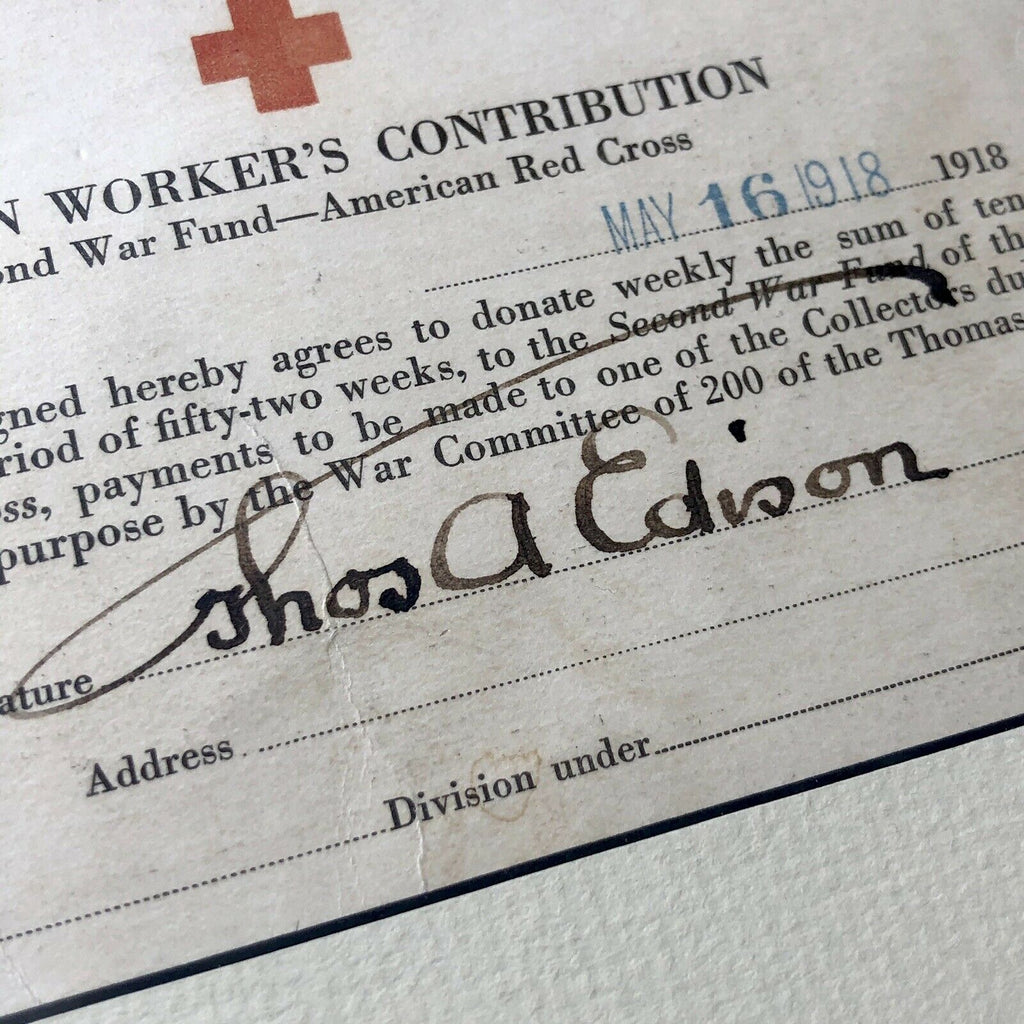 N WORKER'S CONTRIBUTION
ond War Fund—American Red Cross
MAY 16 1918 1918
gned hereby agrees to donate weekly the sum of ten
riod of fifty-two weeks, to the Second War Fund of th
ss, payments to be made to one of the Collectors du
purpose by the War Committee of 200 of the Thomas
ature Thos A Edison
Address
Division under